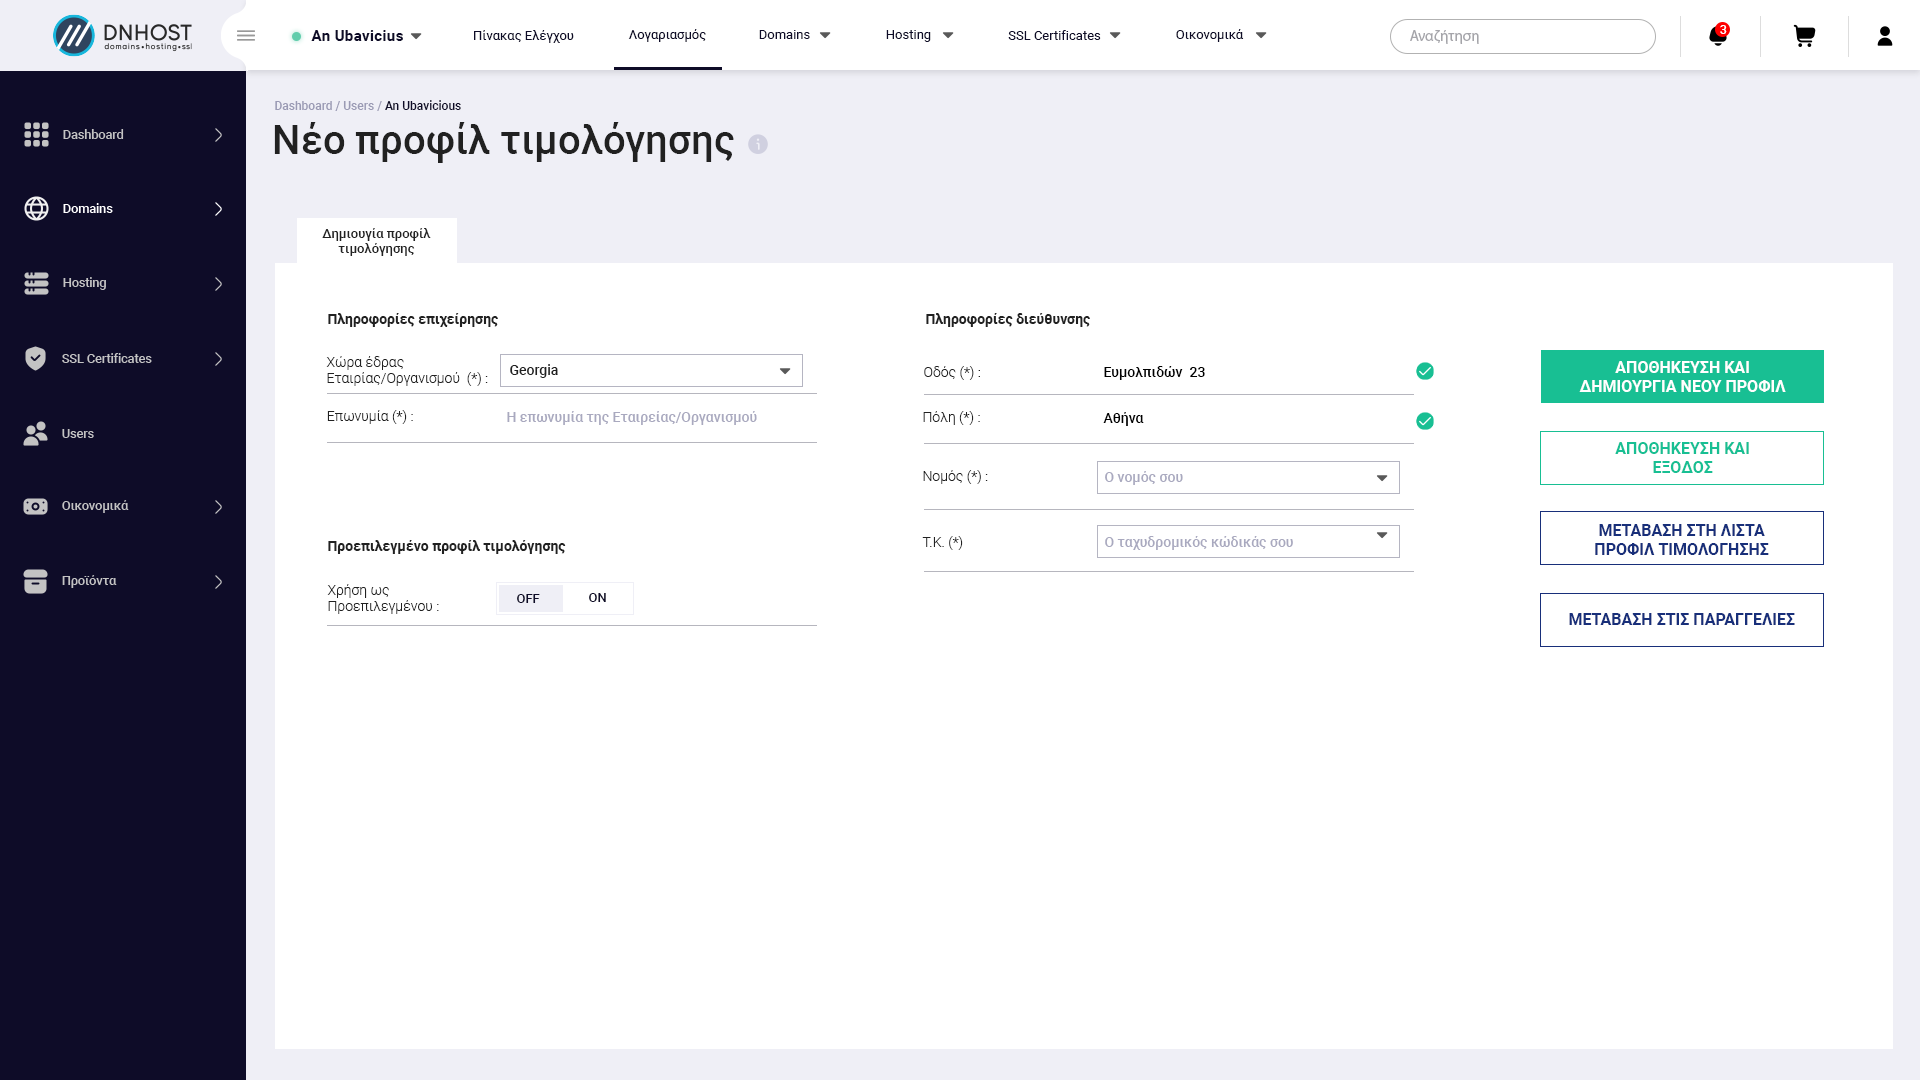 DNHOST
domains•hosting•ssl
An Ubavicius
Πίνακας Ελέγχου
Λογαριασμός
Domains
Hosting
SSL Certificates
Οικονομικά
Αναζήτηση
3
Dashboard
Domains
Hosting
SSL Certificates
Users
Οικονομικά
Προϊόντα
Dashboard / Users / An Ubavicious
Νέο προφίλ τιμολόγησης
i
Δημιουγία προφίλ
τιμολόγησης
Πληροφορίες επιχείρησης
Χώρα έδρας
Εταιρίας/Οργανισμού (*) :
Georgia
Επωνυμία (*) :
Η επωνυμία της Εταιρείας/Οργανισμού
Προεπιλεγμένο προφίλ τιμολόγησης
Χρήση ως
Προεπιλεγμένου :
OFF
ON
Πληροφορίες διεύθυνσης
Οδός (*) :
Ευμολπιδών 23
Πόλη (*) :
Αθήνα
Νομός (*) :
Ο νομός σου
Τ.Κ. (*)
Ο ταχυδρομικός κώδικάς σου
ΑΠΟΘΗΚΕΥΣΗ ΚΑΙ
ΔΗΜΙΟΥΡΓΙΑ ΝΕΟΥ ΠΡΟΦΙΛ
ΑΠΟΘΗΚΕΥΣΗ ΚΑΙ
ΕΞΟΔΟΣ
ΜΕΤΑΒΑΣΗ ΣΤΗ ΛΙΣΤΑ
ΠΡΟΦΙΛ ΤΙΜΟΛΟΓΗΣΗΣ
ΜΕΤΑΒΑΣΗ ΣΤΙΣ ΠΑΡΑΓΓΕΛΙΕΣ